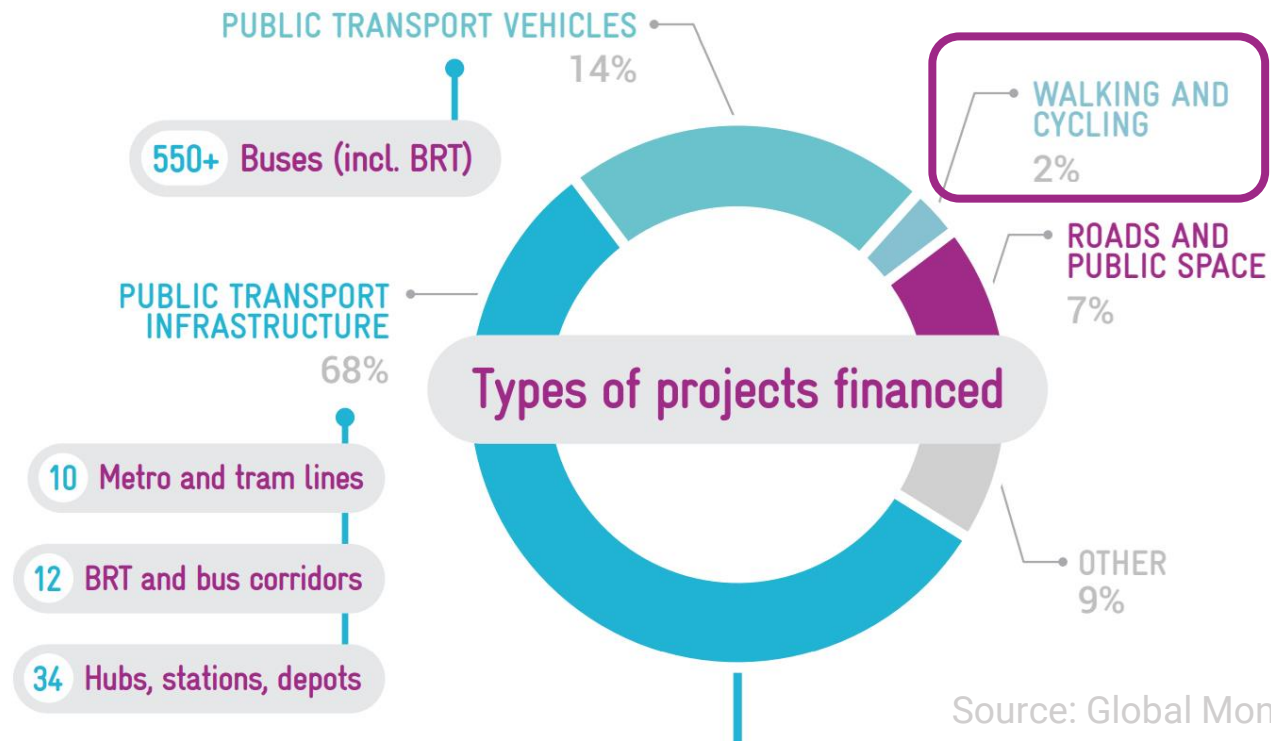 PUBLIC TRANSPORT VEHICLES
14%
550+ Buses (incl. BRT)
WALKING AND
CYCLING
2%
ROADS AND
PUBLIC SPACE
7%
PUBLIC TRANSPORT
INFRASTRUCTURE
68%
Types of projects financed
10 Metro and tram lines
12 BRT and bus corridors
34 Hubs, stations, depots
OTHER
9%
Source: Global Mon